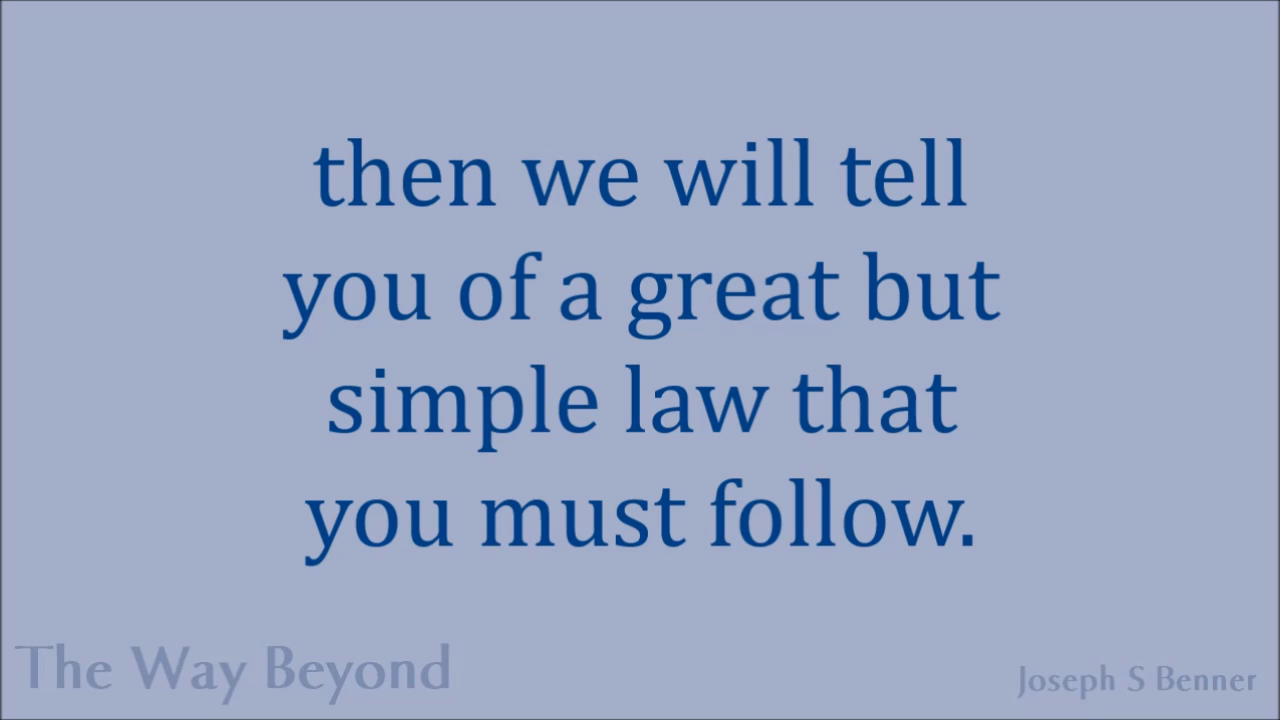 then we will tell
you of a great but
simple law that
you must follow.
The Way Beyond
Joseph S Benner